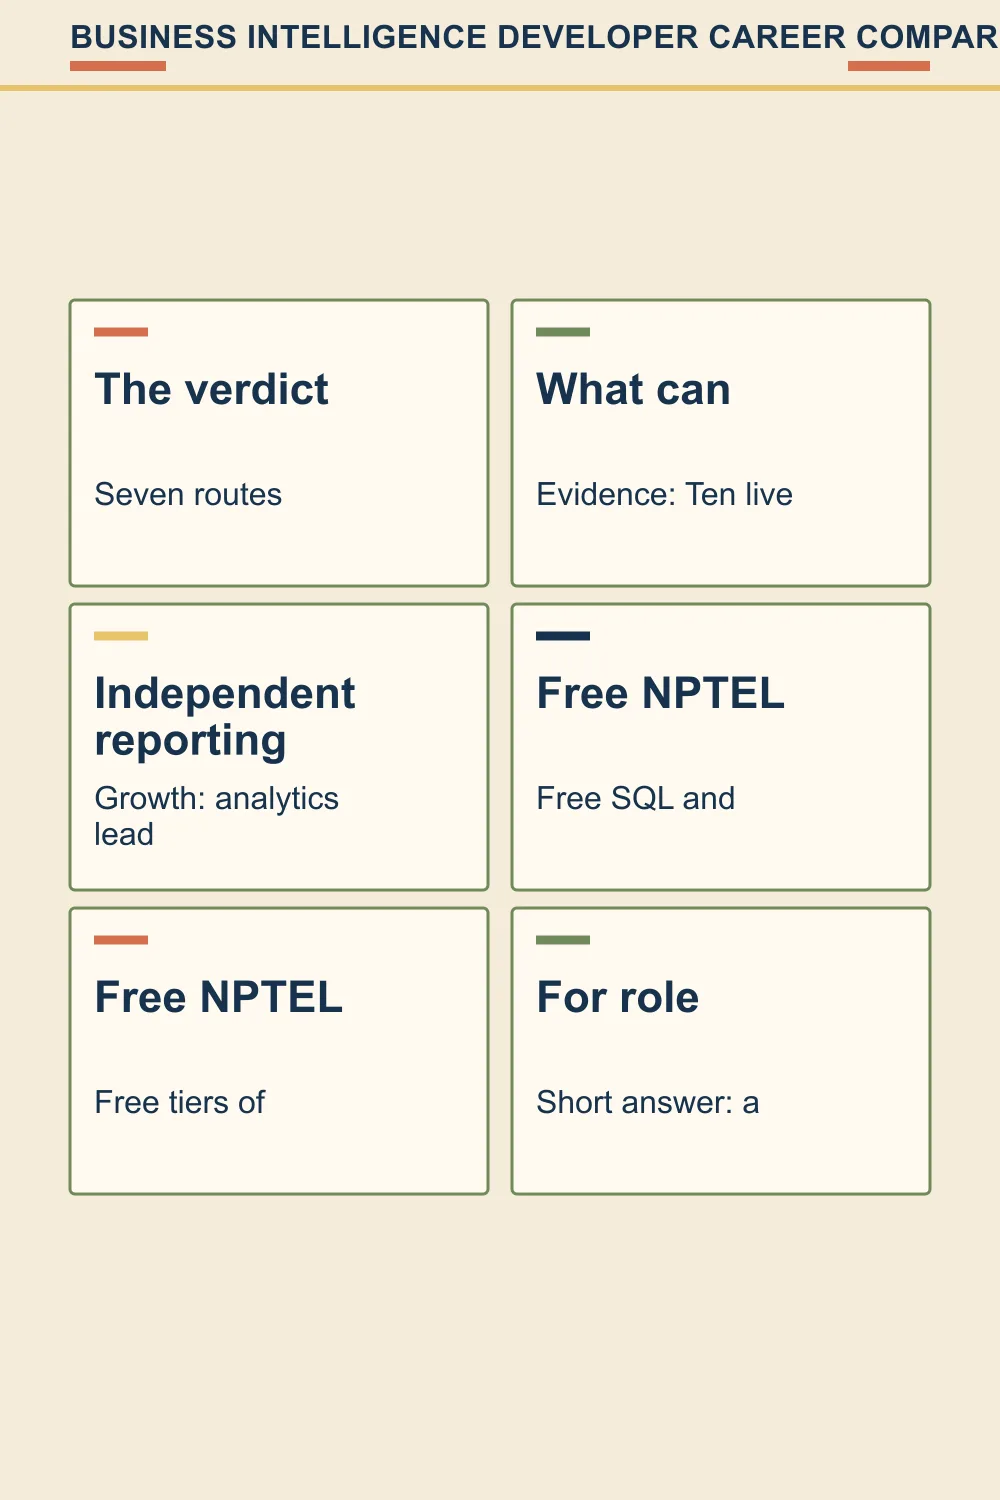 BUSINESS INTELLIGENCE DEVELOPER CAREER COMPAR
The verdict
Seven routes
What can
Evidence: Ten live
Independent
reporting
Growth: analytics
lead
Free NPTEL
Free SQL and
Free NPTEL
Free tiers of
For role
Short answer: a